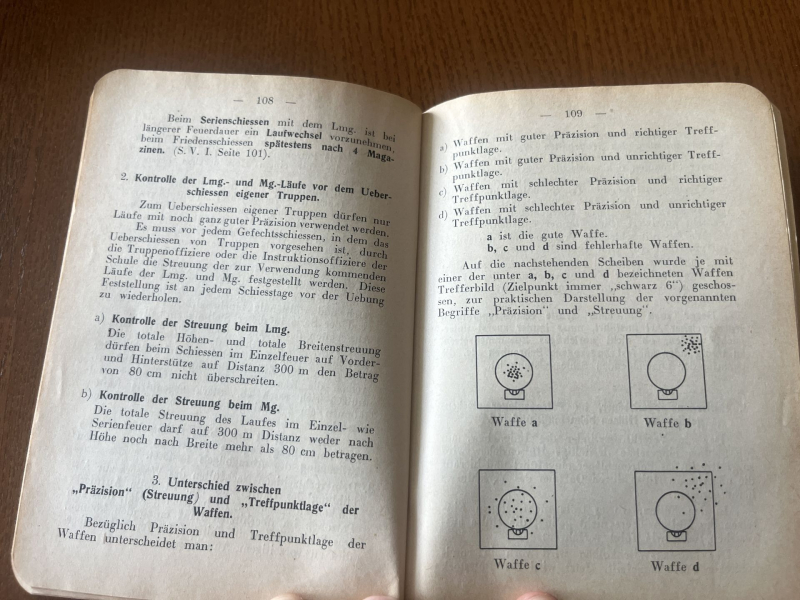 — 108 —
Beim Serienschiessen mit dem Lmg. ist bei
längerer Feuerdauer ein Laufwechsel vorzunehmen,
beim Friedensschiessen spätestens nach 4 Maga-
zinen. (S. V. I. Seite 101).
2. Kontrolle der Lmg.- und Mg.-Läufe vor dem Ueber-
schiessen eigener Truppen.
Zum Ueberschiessen eigener Truppen dürfen nur
Läufe mit noch ganz guter Präzision verwendet werden.
Es muss vor jedem Gefechtsschiessen, in dem das
Ueberschiessen von Truppen vorgesehen ist, durch
die Truppenoffiziere oder die Instruktionsoffiziere der
Schule die Streuung der zur Verwendung kommenden
Läufe der Lmg. und Mg. festgestellt werden. Diese
Feststellung ist an jedem Schiesstage vor der Uebung
zu wiederholen.
a) Kontrolle der Streuung beim Lmg.
Die totale Höhen- und totale Breitenstreuung
dürfen beim Schiessen im Einzelfeuer auf Vorder-
und Hinterstütze auf Distanz 300 m den Betrag
von 80 cm nicht überschreiten.
b) Kontrolle der Streuung beim Mg.
Die totale Streuung des Laufes im Einzel- wie
Serienfeuer darf auf 300 m Distanz weder nach
Höhe noch nach Breite mehr als 80 cm betragen.
3. Unterschied zwischen
„Präzision" (Streuung) und „Treffpunktlage" der
Waffen.
Bezüglich Präzision und Treffpunktlage der
Waffen unterscheidet man:
— 109 —
a) Waffen mit guter Präzision und richtiger Treff-
punktlage.
b) Waffen mit guter Präzision und unrichtiger Treff-
punktlage.
c) Waffen mit schlechter Präzision und richtiger
Treffpunktlage.
d) Waffen mit schlechter Präzision und unrichtiger
Treffpunktlage.
a ist die gute Waffe.
b, c und d sind fehlerhafte Waffen.
Auf die nachstehenden Scheiben wurde je mit
einer der unter a, b, c und d bezeichneten Waffen
Trefferbild (Zielpunkt immer „schwarz 6") geschos-
sen, zur praktischen Darstellung der vorgenannten
Begriffe „Präzision" und „Streuung".
Waffe a
Waffe b
Waffe c
Waffe d